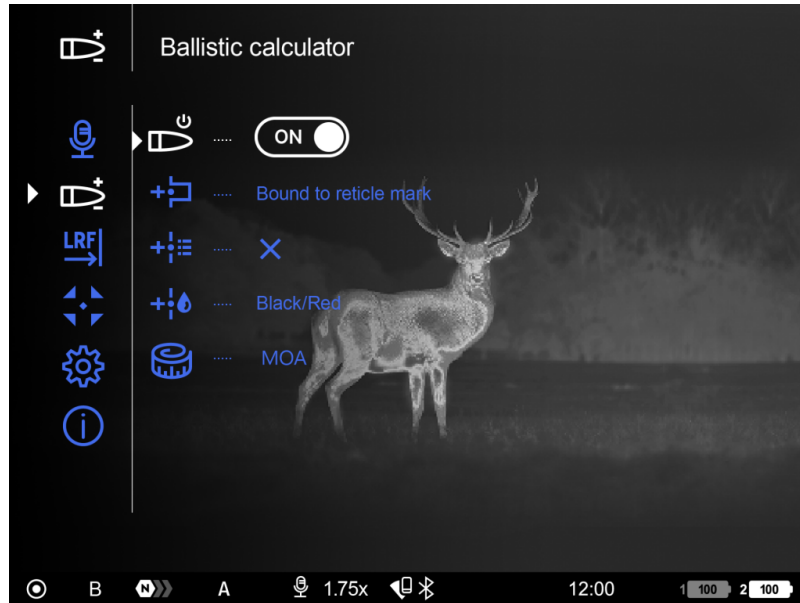 Ballistic calculator
ON
Bound to reticle mark
LRF
Black/Red
MOA
B N A 1.75x 12:00 1 100 2 100